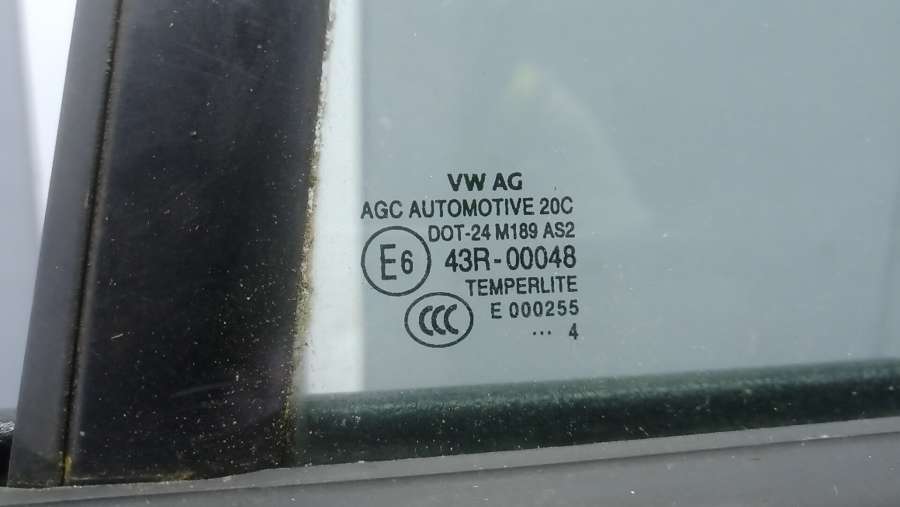 VW AG
AGC AUTOMOTIVE 20C
DOT-24 M189 AS2
E6 43R-00048
TEMPERLITE
CCC E 000255
... 4